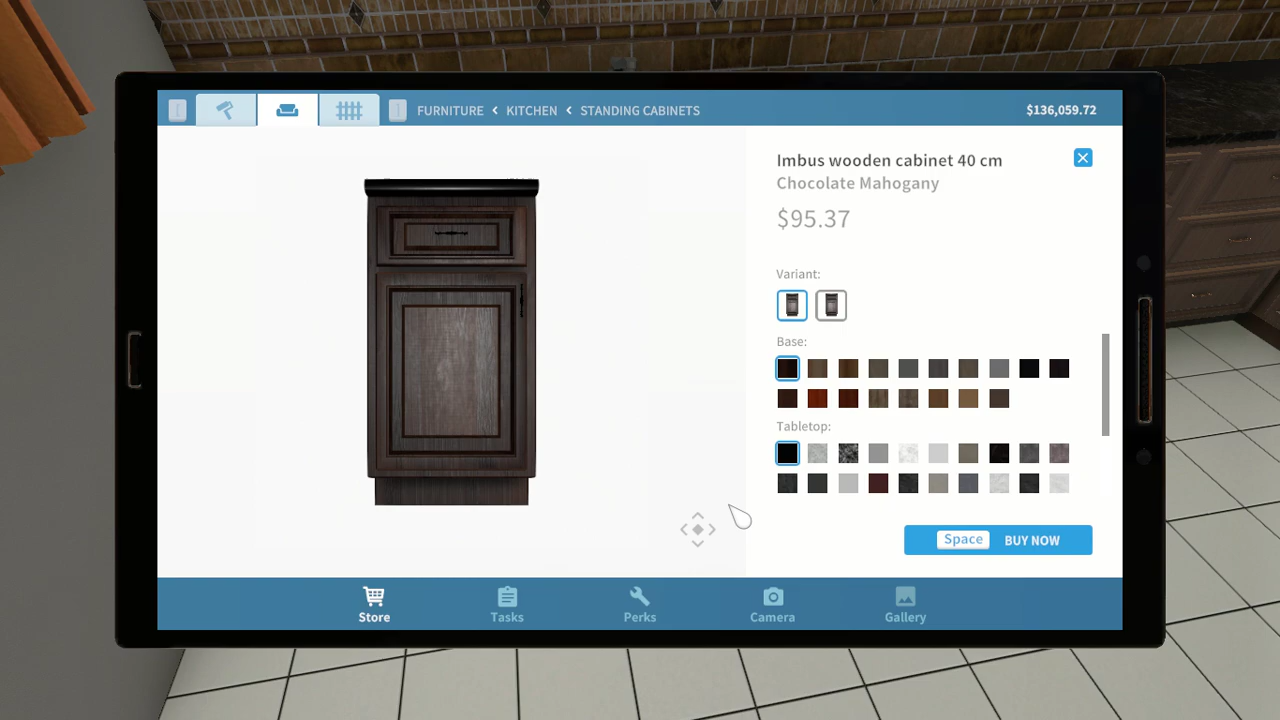 FURNITURE < KITCHEN < STANDING CABINETS
$136,059.72
Imbus wooden cabinet 40 cm
Chocolate Mahogany
$95.37
Variant:
Base:
Tabletop:
Space BUY NOW
Store Tasks Perks Camera Gallery